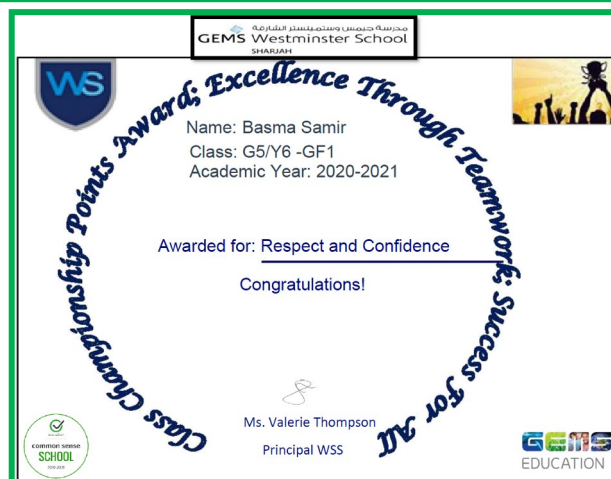 مدرسة جيمس وستمينستر الشارقة
GEMS Westminster School
SHARJAH
WS
Class Championship Points Award; Excellence Through Teamwork; Success For All
Name: Basma Samir
Class: G5/Y6 -GF1
Academic Year: 2020-2021
Awarded for: Respect and Confidence
Congratulations!
Ms. Valerie Thompson
Principal WSS
common sense
SCHOOL
GEMS
EDUCATION